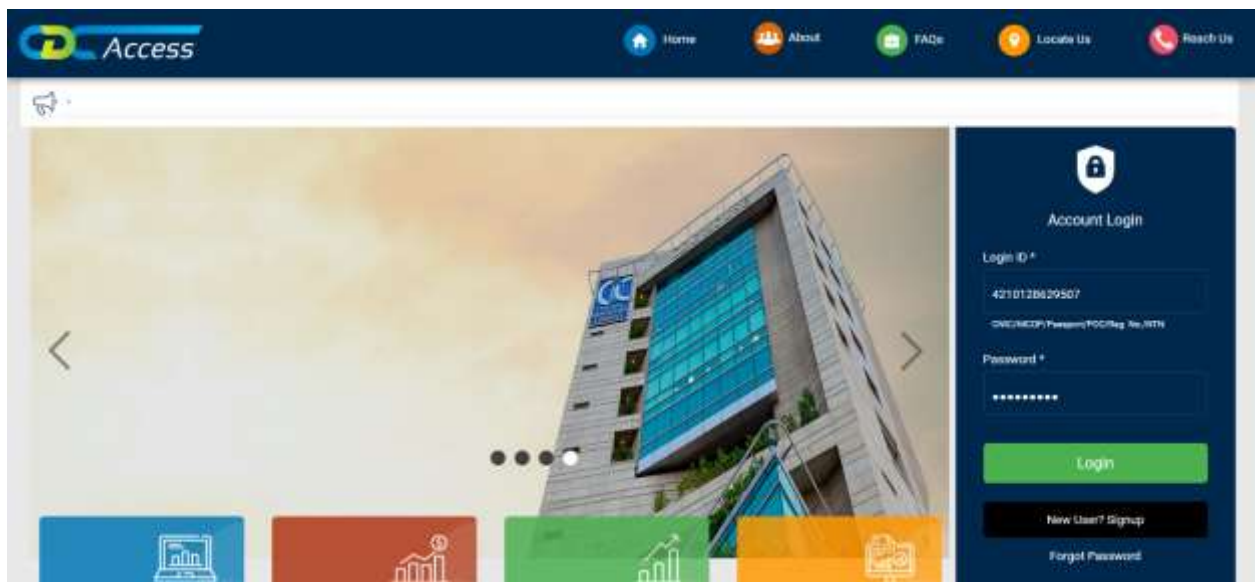 CDC Access
Home
About
FAQs
Locate Us
Reach Us
Account Login
Login ID *
4210128629507
CNIC/NICOP/Passport/POC/Reg. No./NTN
Password *
Login
New User? Signup
Forgot Password